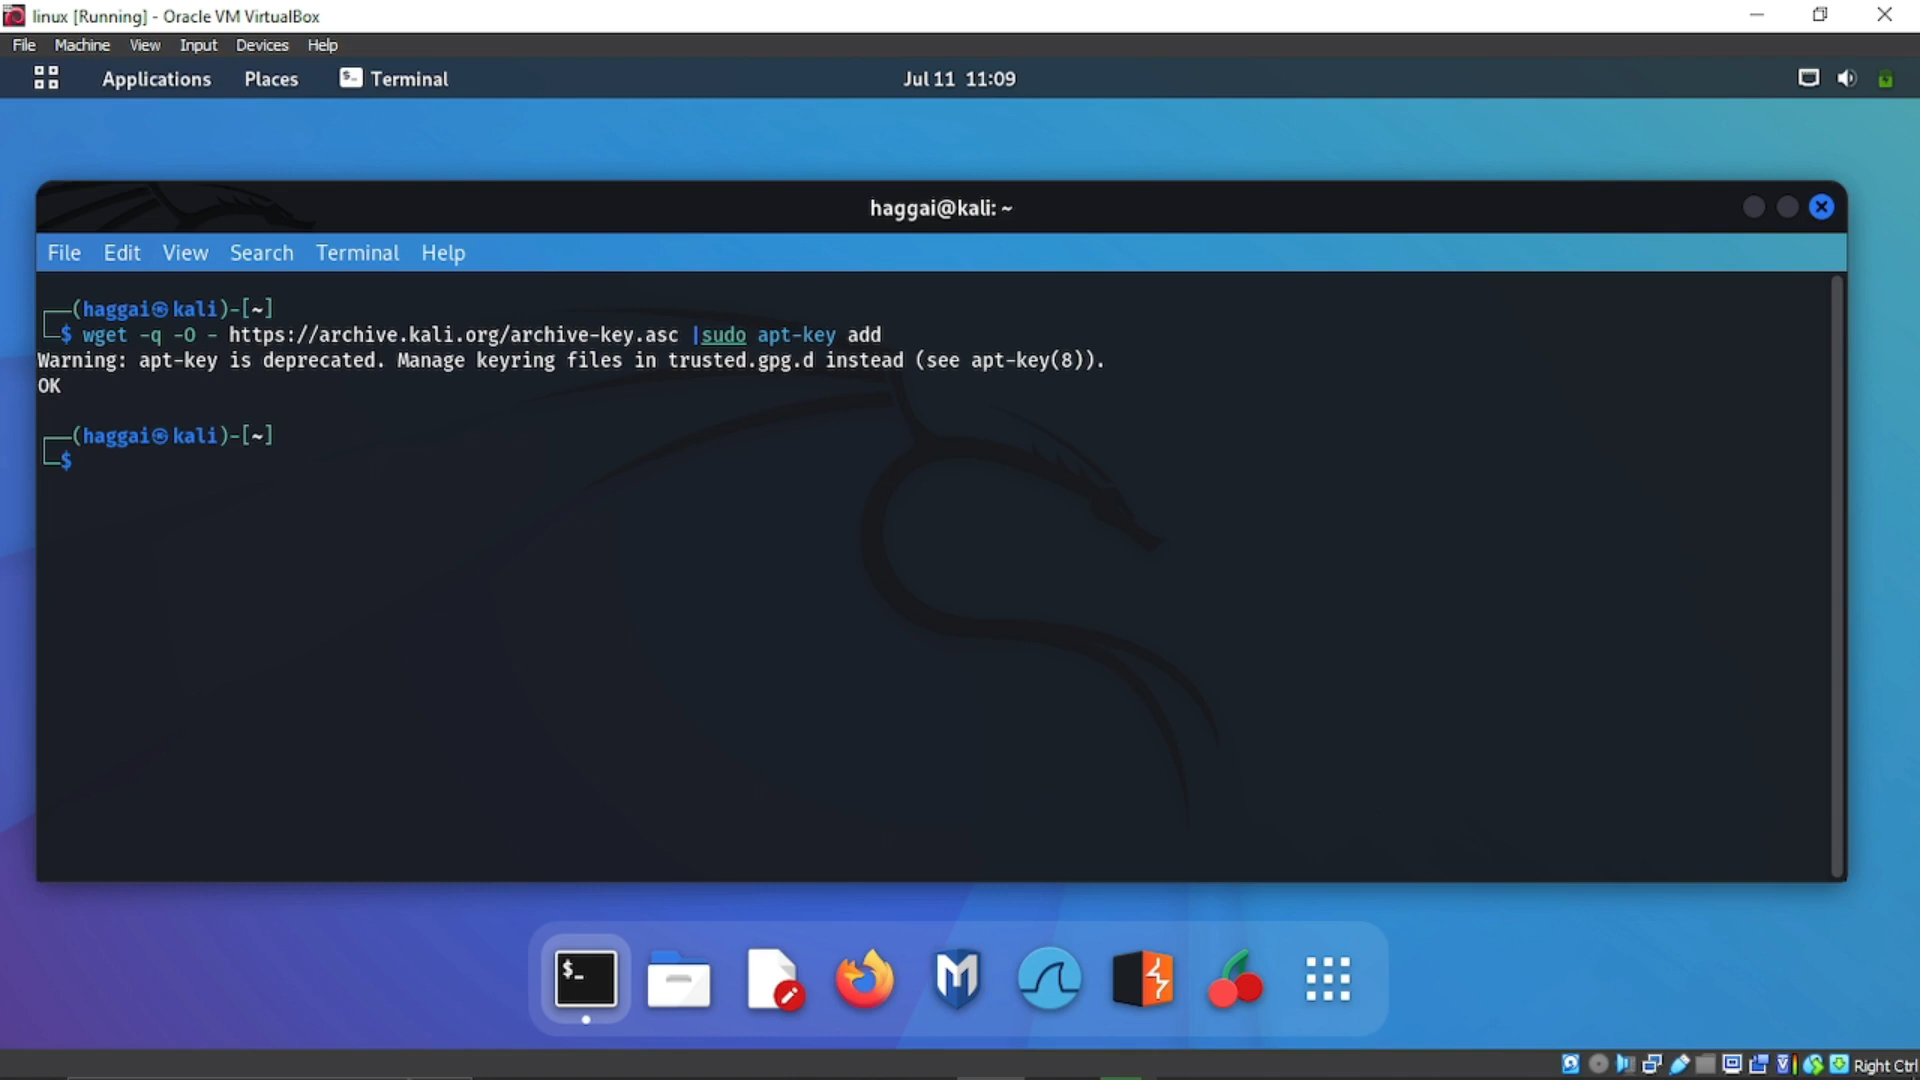 linux [Running] - Oracle VM VirtualBox
File Machine View Input Devices Help
Applications Places Terminal Jul 11 11:09
haggai@kali: ~
File Edit View Search Terminal Help
┌──(haggai㉿kali)-[~]
└─$ wget -q -O - https://archive.kali.org/archive-key.asc |sudo apt-key add
Warning: apt-key is deprecated. Manage keyring files in trusted.gpg.d instead (see apt-key(8)).
OK
┌──(haggai㉿kali)-[~]
└─$
$_
Right Ctrl